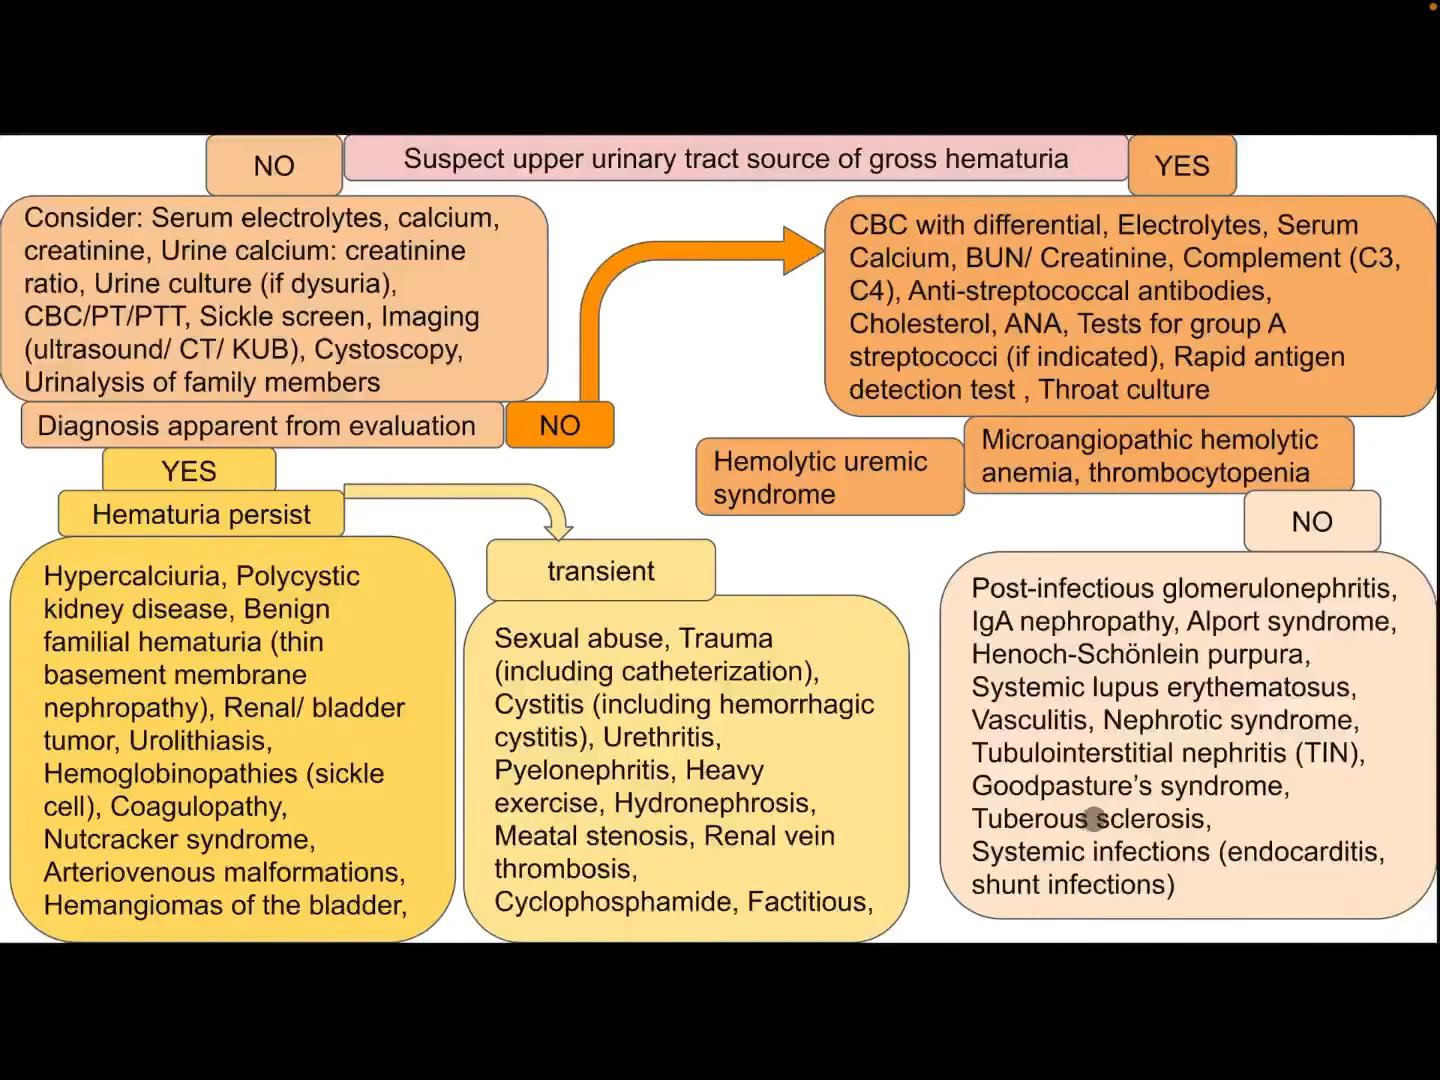 NO
Suspect upper urinary tract source of gross hematuria
YES
Consider: Serum electrolytes, calcium,
creatinine, Urine calcium: creatinine
ratio, Urine culture (if dysuria),
CBC/PT/PTT, Sickle screen, Imaging
(ultrasound/ CT/ KUB), Cystoscopy,
Urinalysis of family members
CBC with differential, Electrolytes, Serum
Calcium, BUN/ Creatinine, Complement (C3,
C4), Anti-streptococcal antibodies,
Cholesterol, ANA, Tests for group A
streptococci (if indicated), Rapid antigen
detection test , Throat culture
Diagnosis apparent from evaluation
NO
YES
Hematuria persist
Hemolytic uremic
syndrome
Microangiopathic hemolytic
anemia, thrombocytopenia
NO
Hypercalciuria, Polycystic
kidney disease, Benign
familial hematuria (thin
basement membrane
nephropathy), Renal/ bladder
tumor, Urolithiasis,
Hemoglobinopathies (sickle
cell), Coagulopathy,
Nutcracker syndrome,
Arteriovenous malformations,
Hemangiomas of the bladder,
transient
Sexual abuse, Trauma
(including catheterization),
Cystitis (including hemorrhagic
cystitis), Urethritis,
Pyelonephritis, Heavy
exercise, Hydronephrosis,
Meatal stenosis, Renal vein
thrombosis,
Cyclophosphamide, Factitious,
Post-infectious glomerulonephritis,
IgA nephropathy, Alport syndrome,
Henoch-Schönlein purpura,
Systemic lupus erythematosus,
Vasculitis, Nephrotic syndrome,
Tubulointerstitial nephritis (TIN),
Goodpasture’s syndrome,
Tuberous sclerosis,
Systemic infections (endocarditis,
shunt infections)